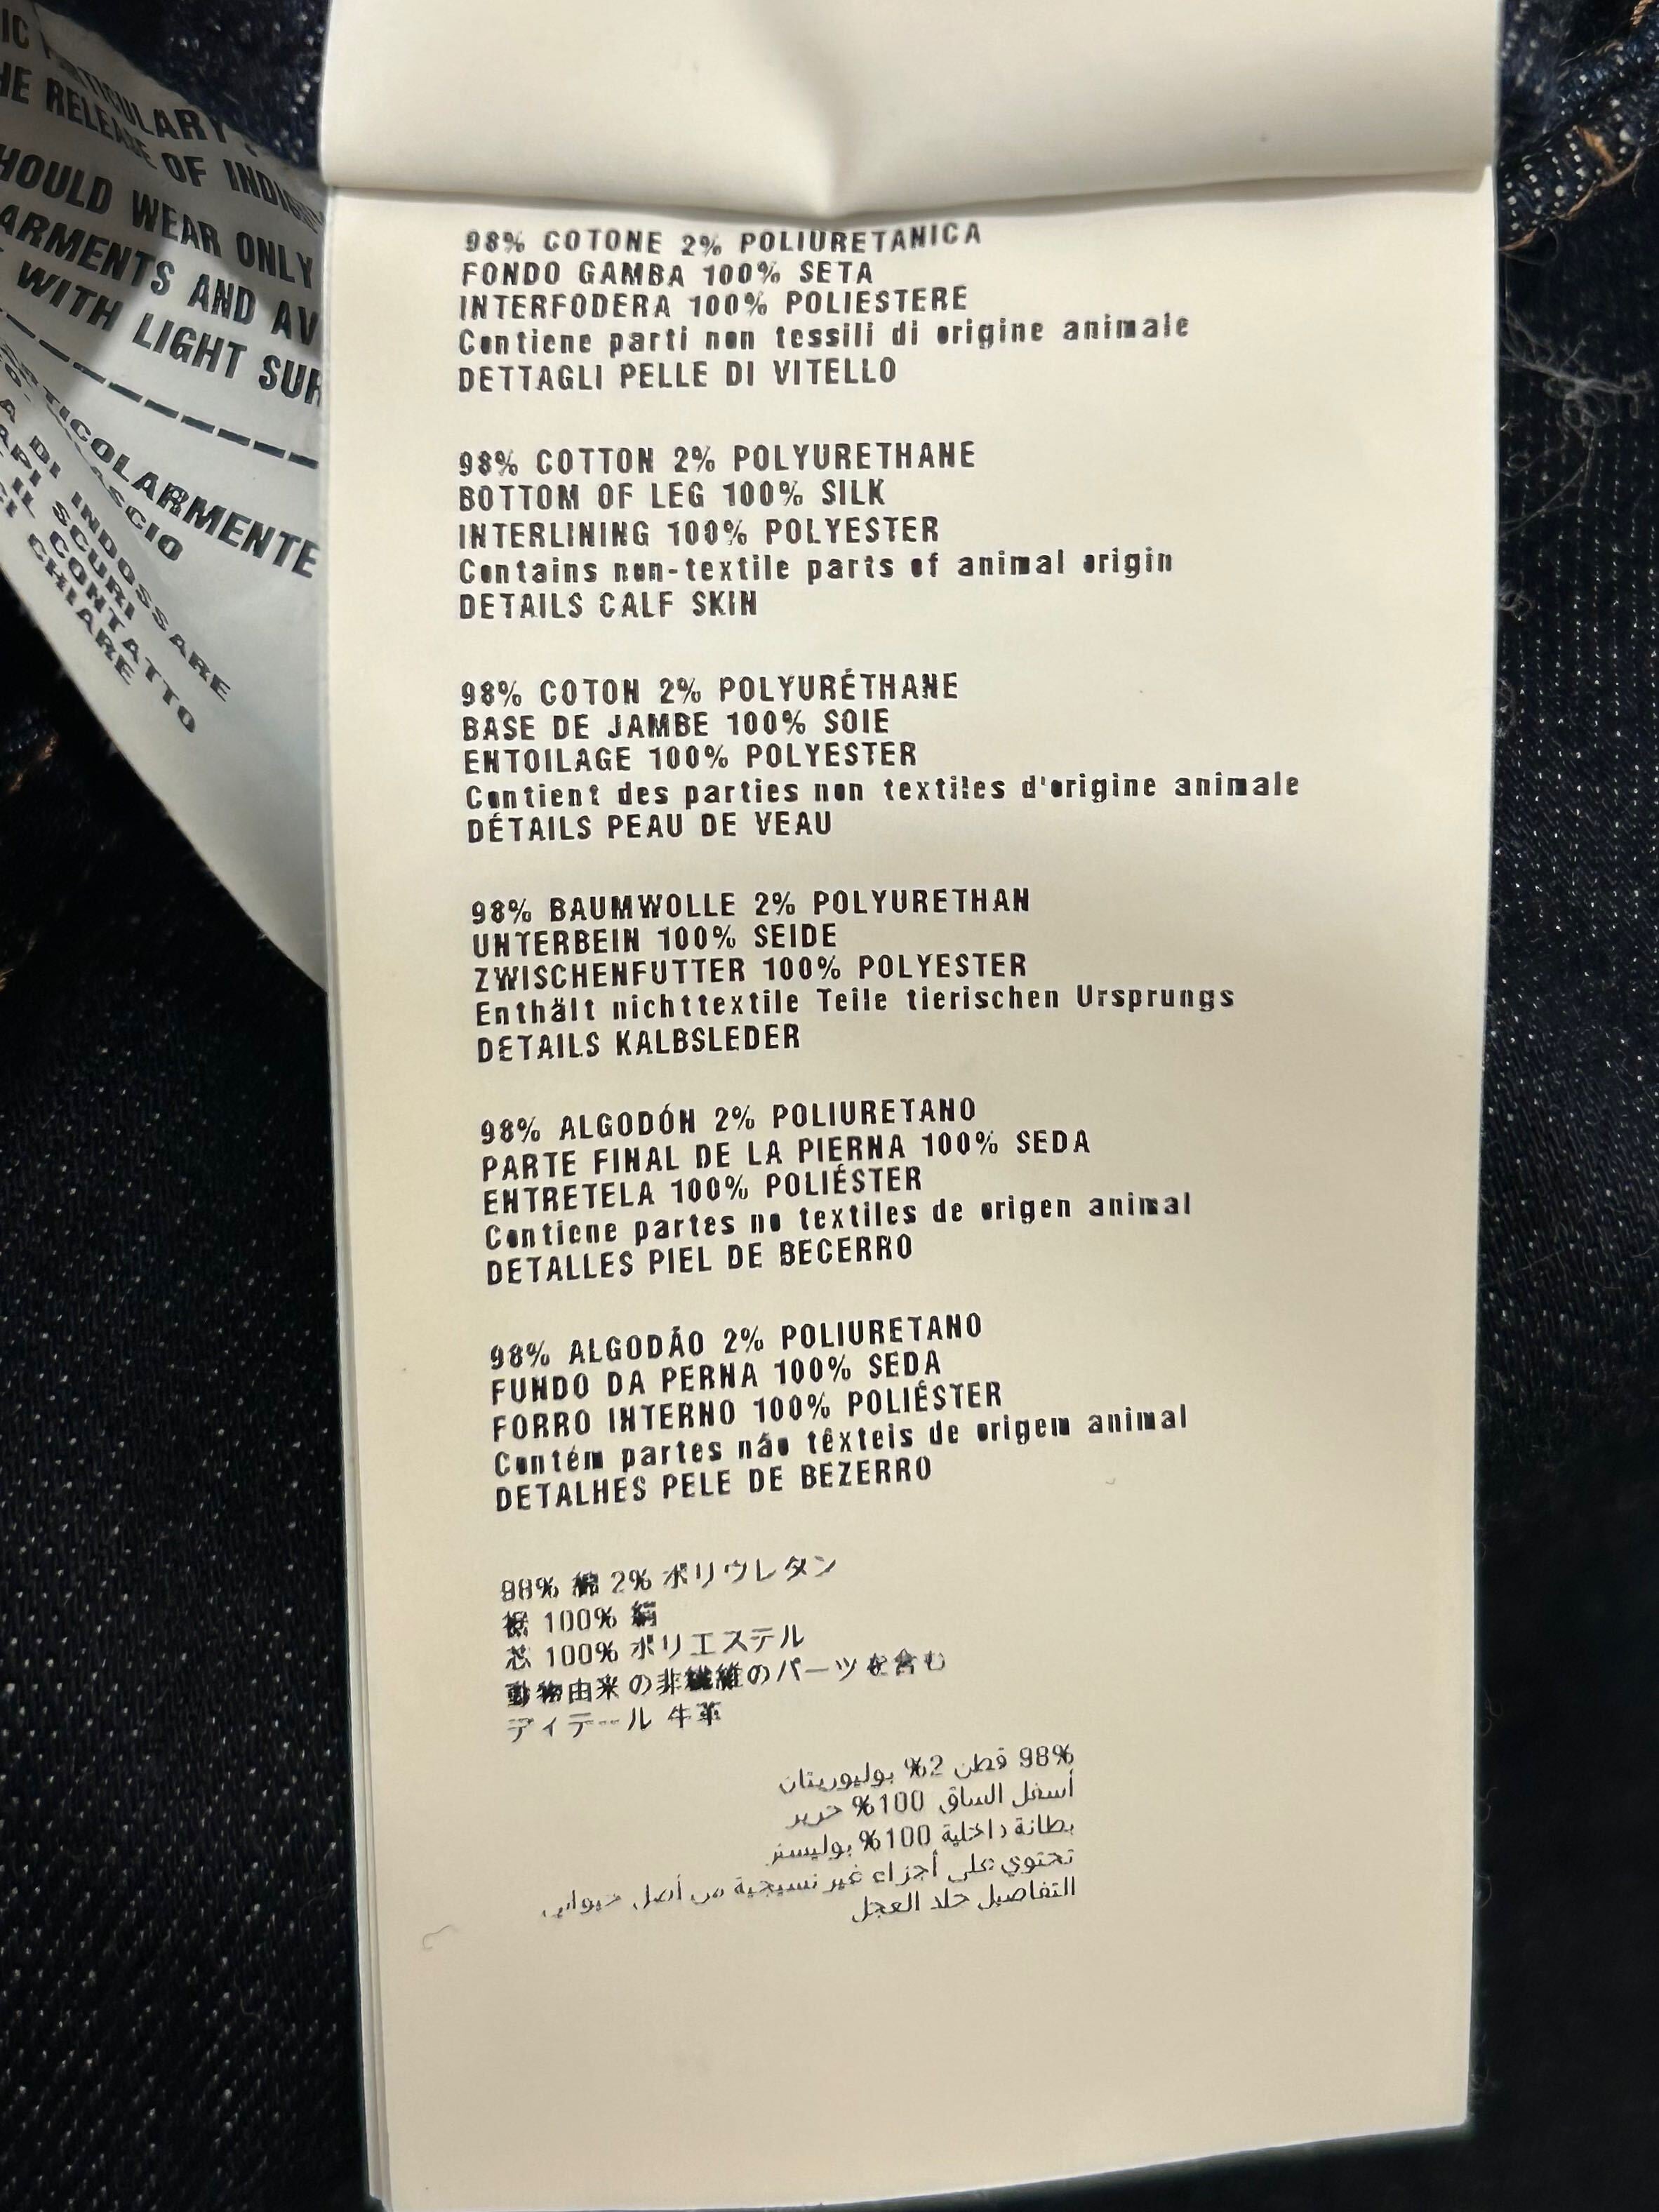 THE RELEASE OF
SHOULD WEAR ONLY
GARMENTS AND
WITH LIGHT
PARTICOLARMENTE
DI INDOSSARE
SCURI
IL CONTATTO
CHIARE
98% COTONE 2% POLIURETANICA
FONDO GAMBA 100% SETA
INTERFODERA 100% POLIESTERE
Contiene parti non tessili di origine animale
DETTAGLI PELLE DI VITELLO
98% COTTON 2% POLYURETHANE
BOTTOM OF LEG 100% SILK
INTERLINING 100% POLYESTER
Contains non-textile parts of animal origin
DETAILS CALF SKIN
98% COTON 2% POLYURÉTHANE
BASE DE JAMBE 100% SOIE
ENTOILAGE 100% POLYESTER
Contient des parties non textiles d'origine animale
DÉTAILS PEAU DE VEAU
98% BAUMWOLLE 2% POLYURETHAN
UNTERBEIN 100% SEIDE
ZWISCHENFUTTER 100% POLYESTER
Enthält nichttextile Teile tierischen Ursprungs
DETAILS KALBSLEDER
98% ALGODÓN 2% POLIURETANO
PARTE FINAL DE LA PIERNA 100% SEDA
ENTRETELA 100% POLIÉSTER
Contiene partes no textiles de origen animal
DETALLES PIEL DE BECERRO
98% ALGODÃO 2% POLIURETANO
FUNDO DA PERNA 100% SEDA
FORRO INTERNO 100% POLIÉSTER
Contém partes não têxteis de origem animal
DETALHES PELE DE BEZERRO
98% 綿 2% ポリウレタン
裾 100% 絹
芯 100% ポリエステル
動物由来の非繊維のパーツを含む
ディテール 牛革
98% قطن 2% بوليوريتان
أسفل الساق 100% حرير
بطانة داخلية 100% بوليستر
تحتوي على أجزاء غير نسيجية من أصل حيواني
التفاصيل جلد العجل